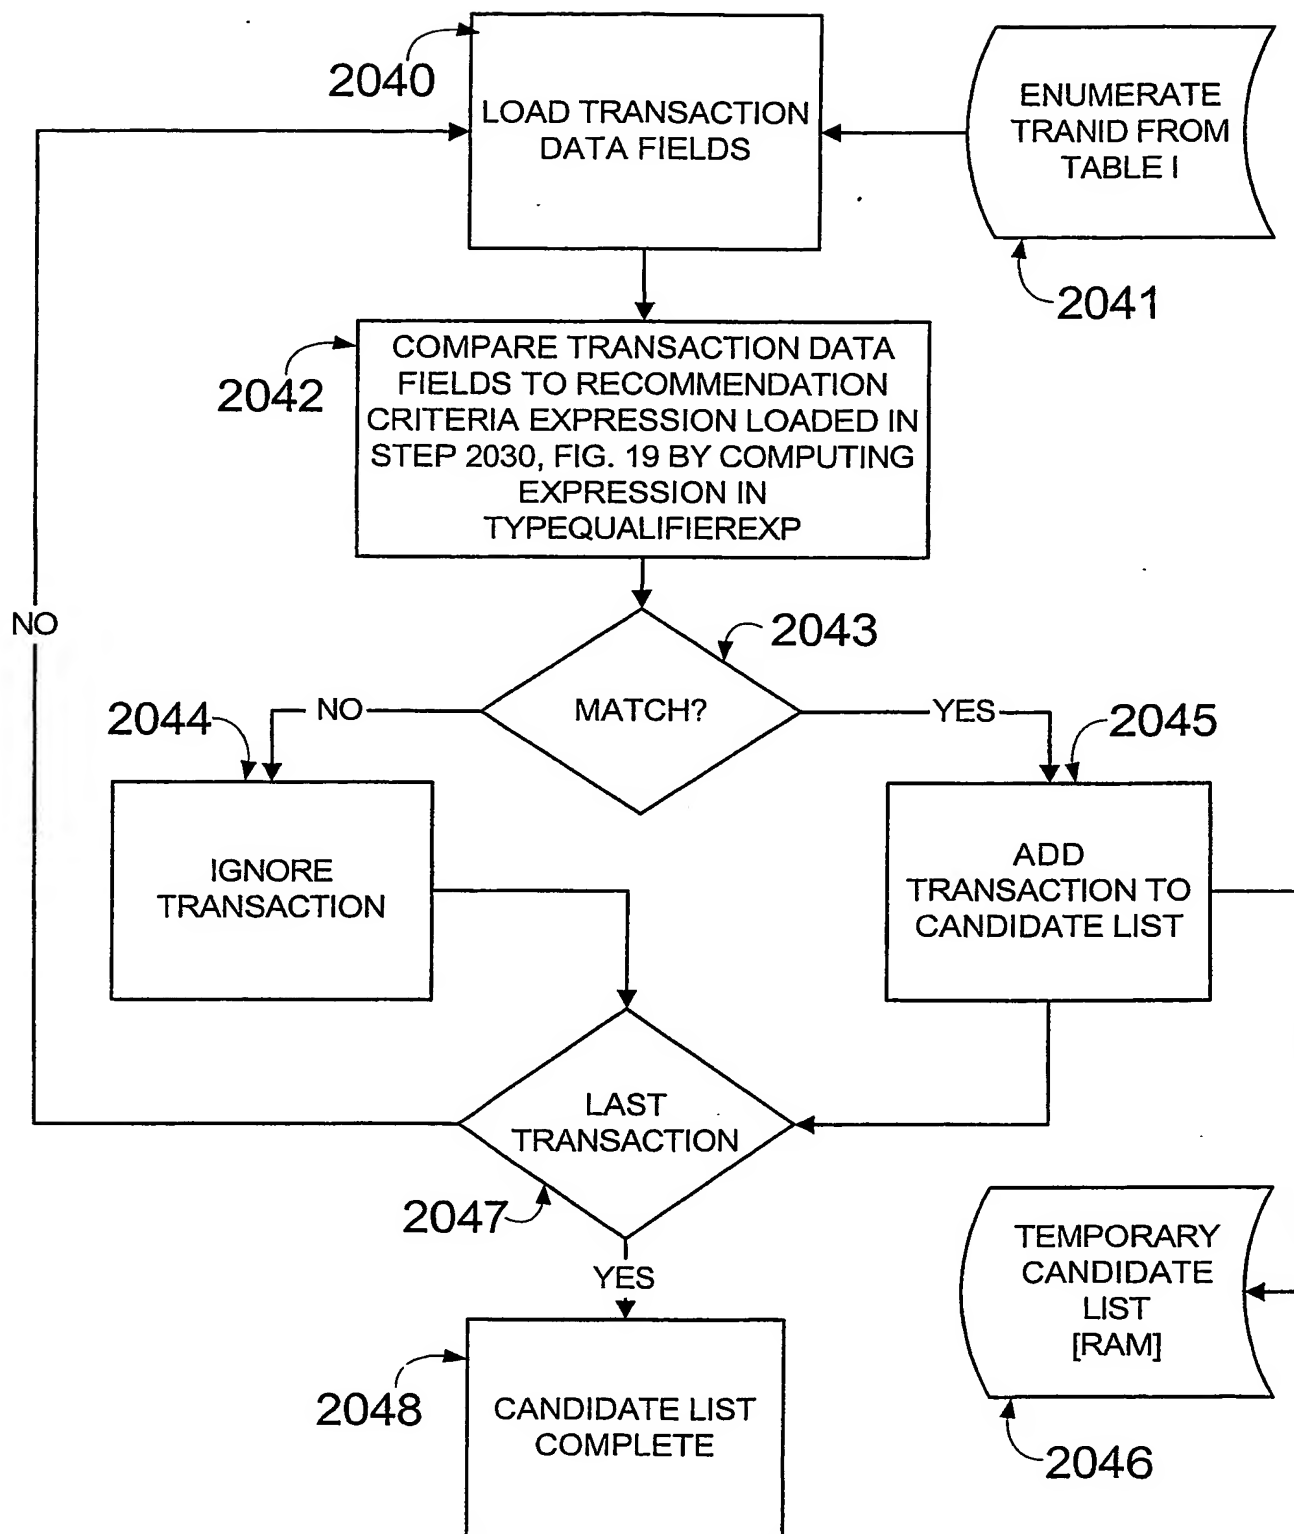 2040
LOAD TRANSACTION
DATA FIELDS
ENUMERATE
TRANID FROM
TABLE I
2041
2042
COMPARE TRANSACTION DATA
FIELDS TO RECOMMENDATION
CRITERIA EXPRESSION LOADED IN
STEP 2030, FIG. 19 BY COMPUTING
EXPRESSION IN
TYPEQUALIFIEREXP
NO
2043
MATCH?
NO
YES
2044
2045
IGNORE
TRANSACTION
ADD
TRANSACTION TO
CANDIDATE LIST
LAST
TRANSACTION
2047
YES
TEMPORARY
CANDIDATE
LIST
[RAM]
2046
2048
CANDIDATE LIST
COMPLETE